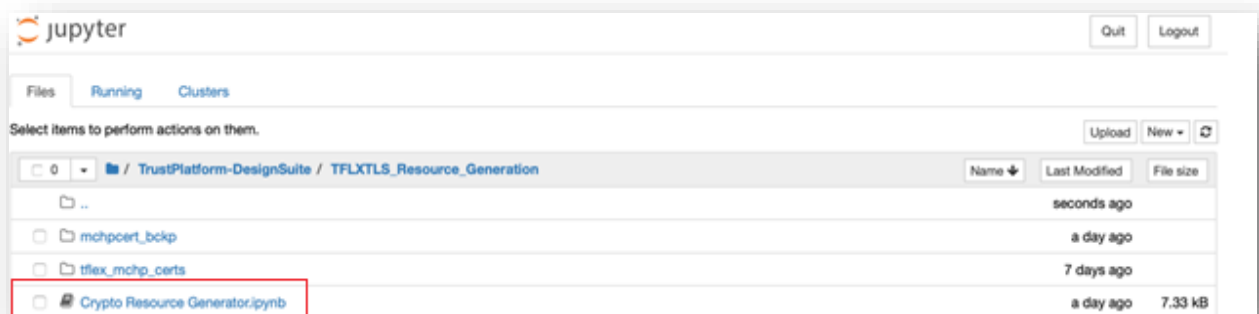 jupyter Quit Logout
Files Running Clusters
Select items to perform actions on them. Upload New
0 / TrustPlatform-DesignSuite / TFLXTLS_Resource_Generation Name Last Modified File size
.. seconds ago
mchpcert_bckp a day ago
tflex_mchp_certs 7 days ago
Crypto Resource Generator.ipynb a day ago 7.33 kB